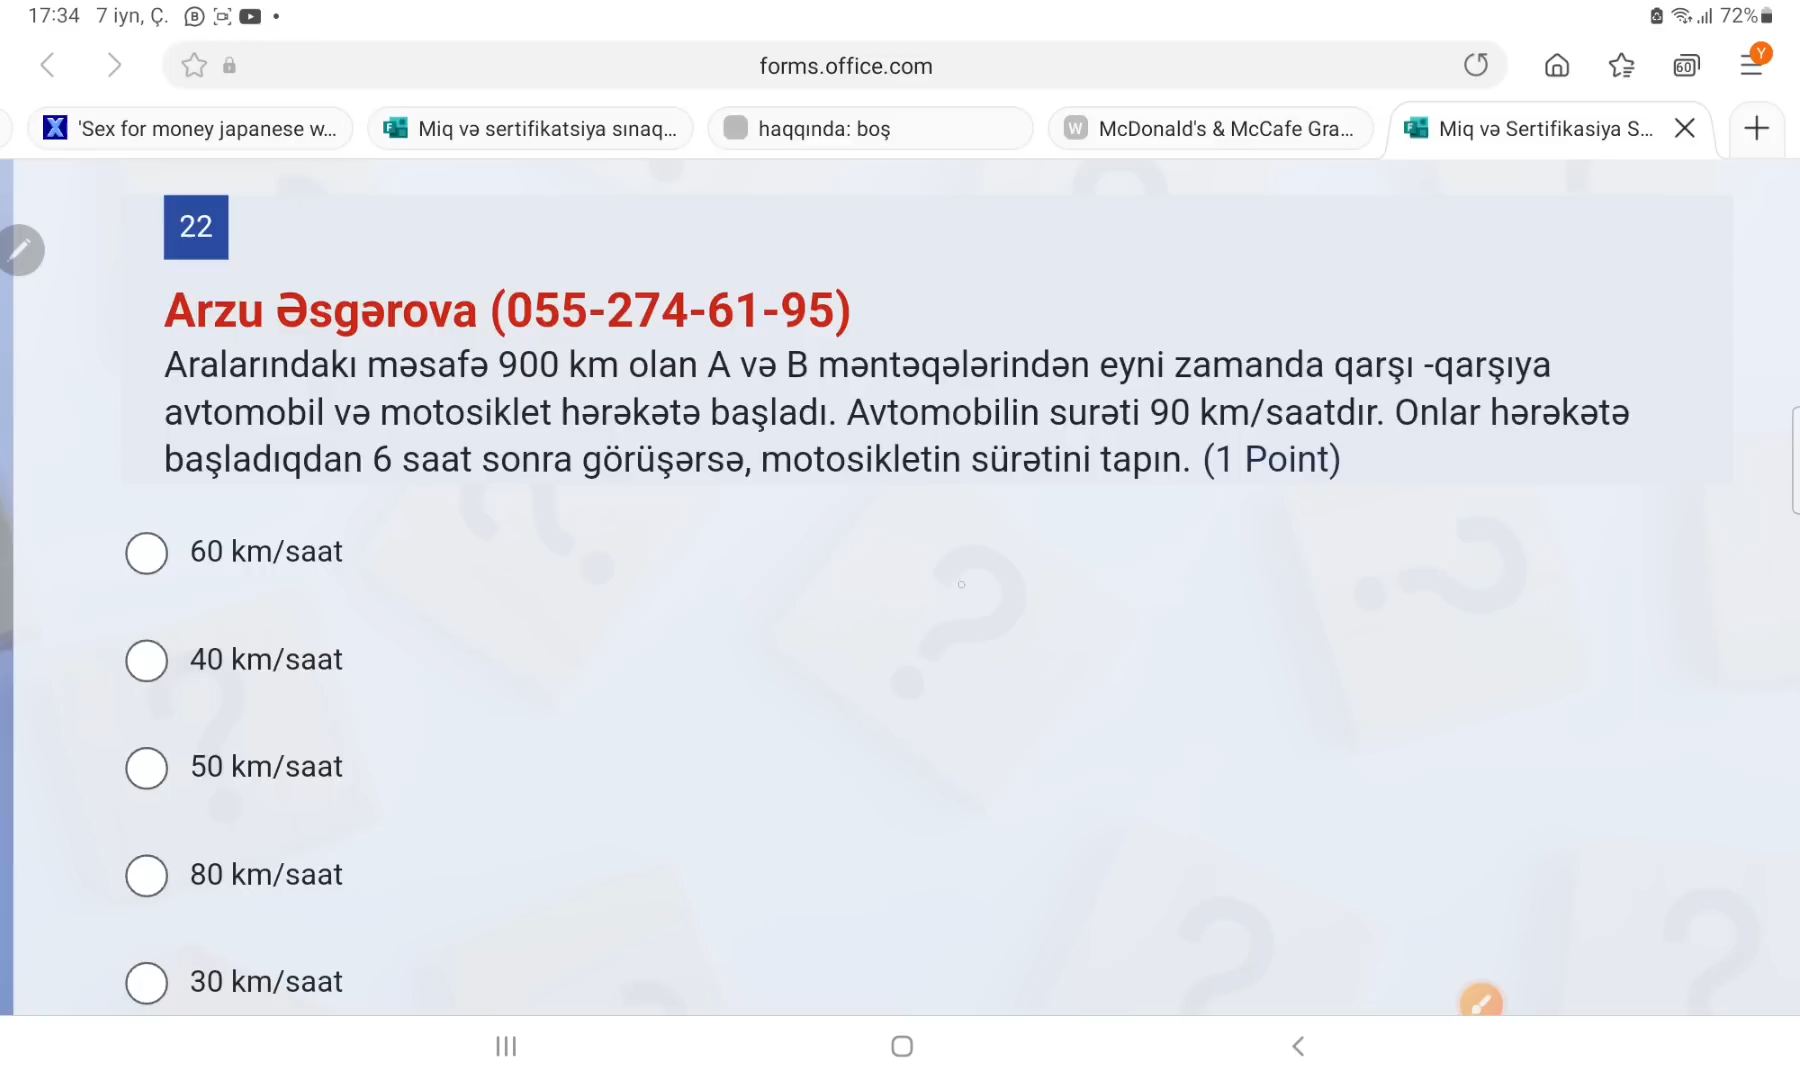 17:34 7 iyn, Ç. •
72%
forms.office.com
60
Y
'Sex for money japanese w...
Miq və sertifikatsiya sınaq...
haqqında: boş
W McDonald's & McCafe Gra...
Miq və Sertifikasiya S...
22
Arzu Əsgərova (055-274-61-95)
Aralarındakı məsafə 900 km olan A və B məntəqələrindən eyni zamanda qarşı -qarşıya
avtomobil və motosiklet hərəkətə başladı. Avtomobilin surəti 90 km/saatdır. Onlar hərəkətə
başladıqdan 6 saat sonra görüşərsə, motosikletin sürətini tapın. (1 Point)
60 km/saat
40 km/saat
50 km/saat
80 km/saat
30 km/saat